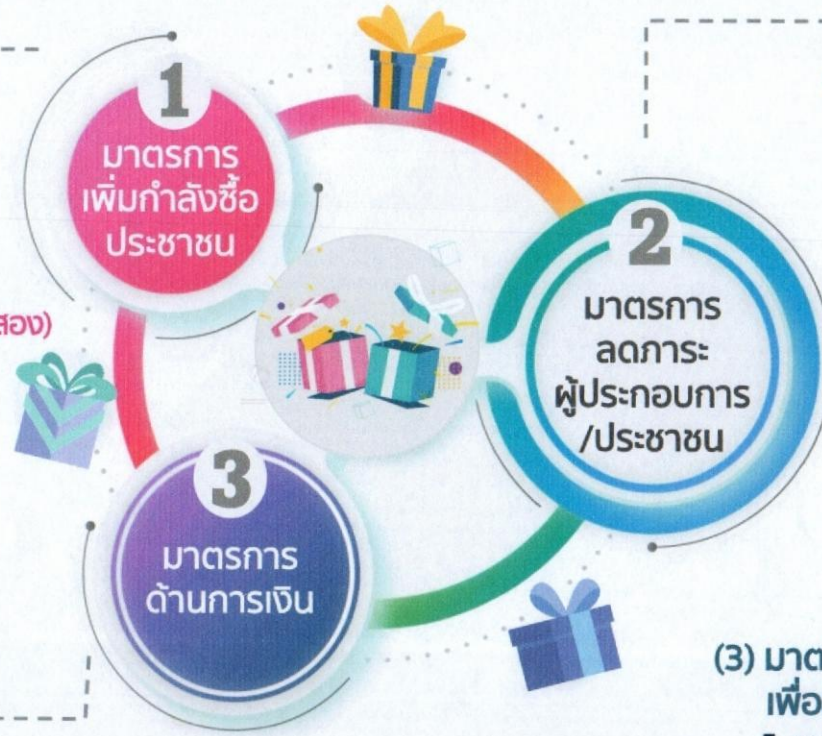 1
มาตรการ
เพิ่มกำลังซื้อ
ประชาชน
2
มาตรการ
ลดภาระ
ผู้ประกอบการ
/ประชาชน
สอง)
3
มาตรการ
ด้านการเงิน
(3) มาต
เพื่อ